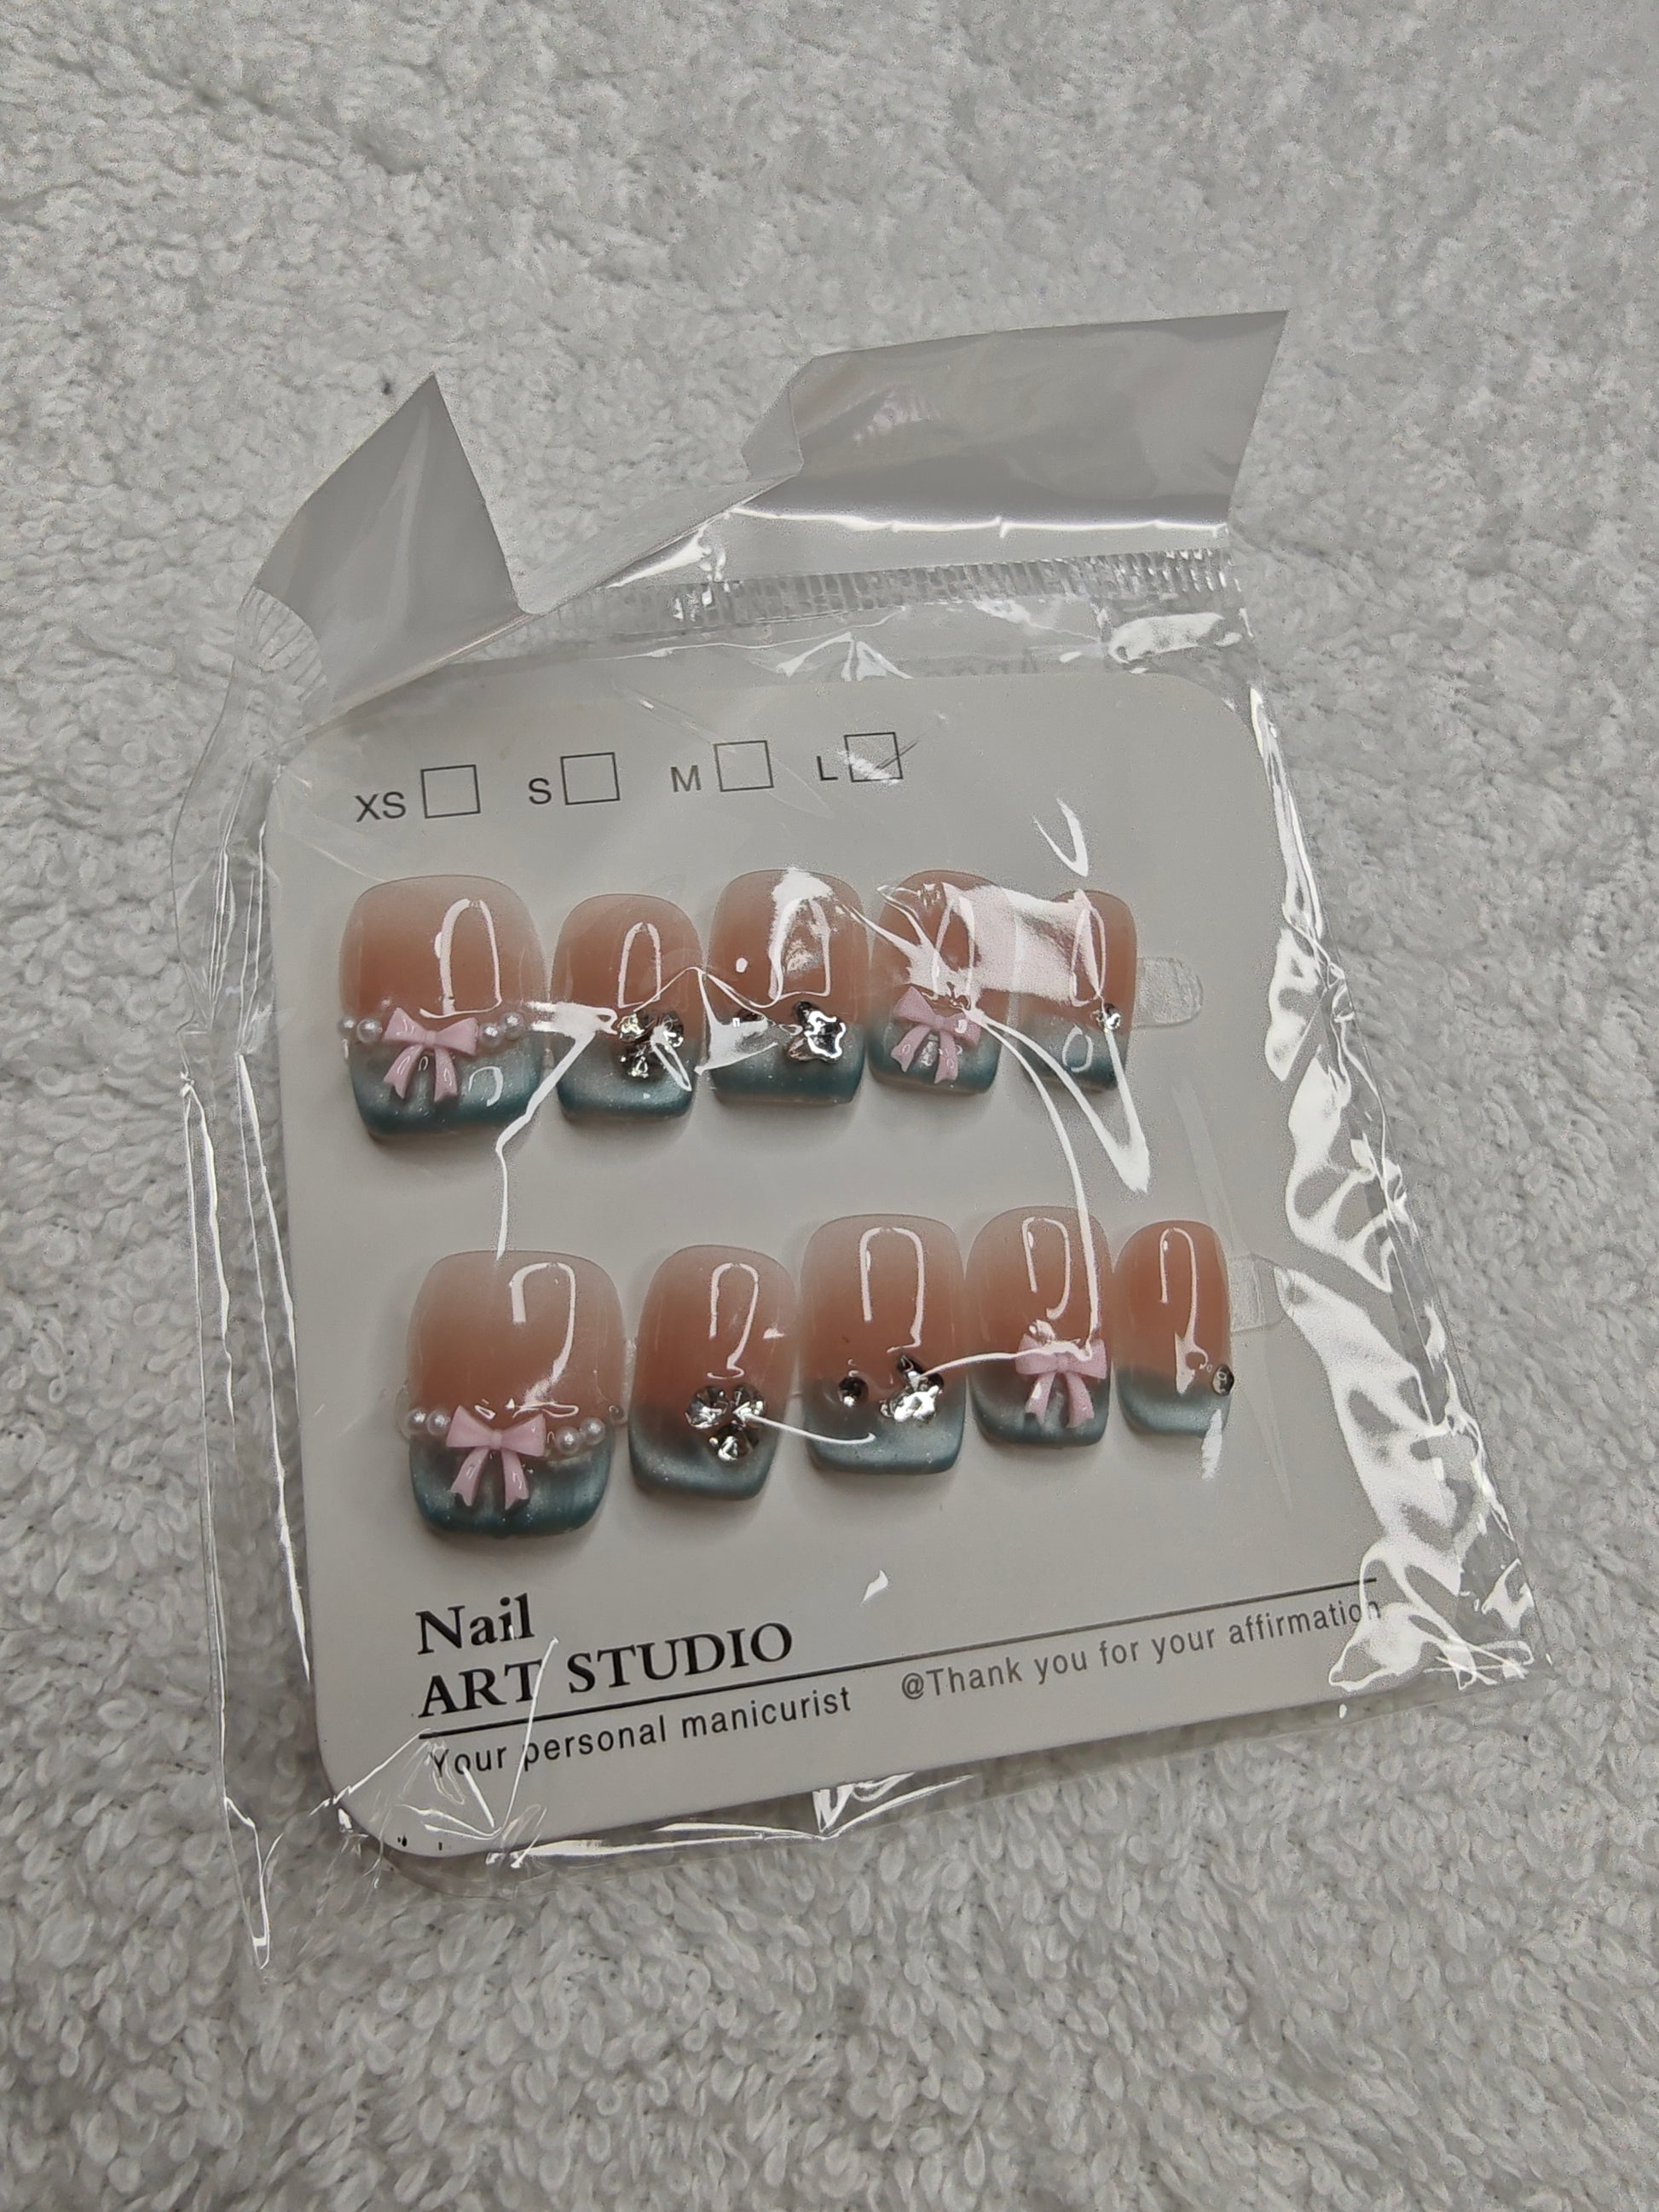 XS S M L
Nail
ART STUDIO
Your personal manicurist @Thank you for your affirmation